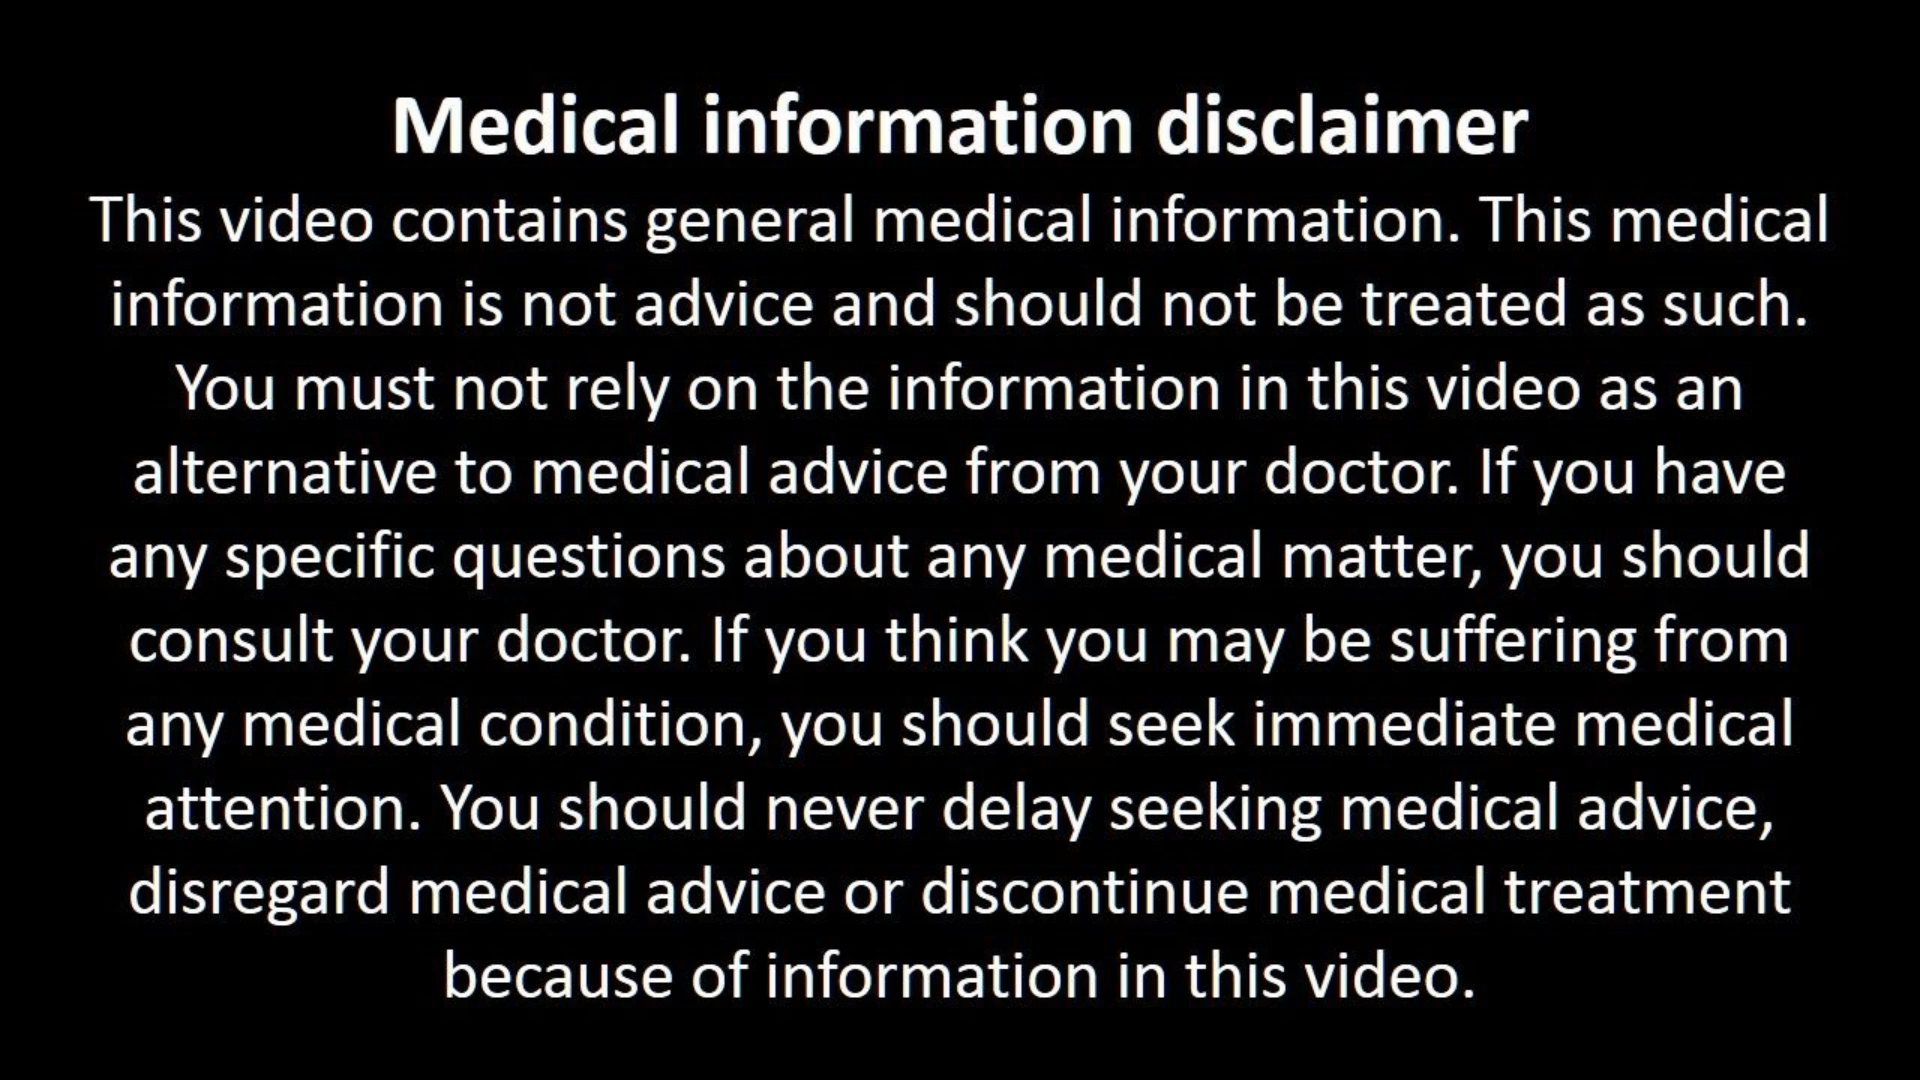 Medical information disclaimer
This video contains general medical information. This medical
information is not advice and should not be treated as such.
You must not rely on the information in this video as an
alternative to medical advice from your doctor. If you have
any specific questions about any medical matter, you should
consult your doctor. If you think you may be suffering from
any medical condition, you should seek immediate medical
attention. You should never delay seeking medical advice,
disregard medical advice or discontinue medical treatment
because of information in this video.